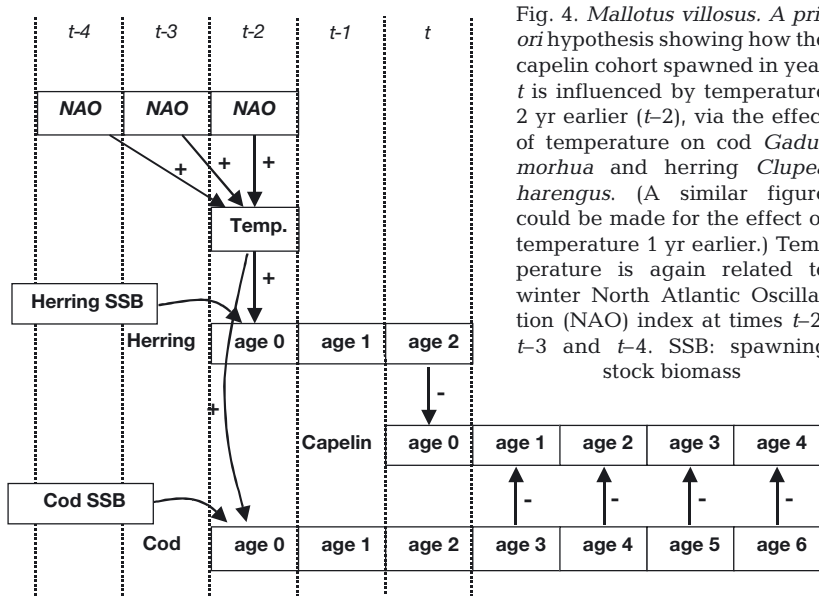 t-4 t-3 t-2 t-1 t
NAO NAO NAO
+ + +
Temp.
+
Herring SSB
Herring age 0 age 1 age 2
+
-
Capelin age 0 age 1 age 2 age 3 age 4
- - - -
Cod SSB
Cod age 0 age 1 age 2 age 3 age 4 age 5 age 6
Fig. 4. Mallotus villosus. A pri
ori hypothesis showing how the
capelin cohort spawned in yea
t is influenced by temperature
2 yr earlier (t–2), via the effec
of temperature on cod Gadu
morhua and herring Clupea
harengus. (A similar figure
could be made for the effect o
temperature 1 yr earlier.) Tem
perature is again related to
winter North Atlantic Oscilla
tion (NAO) index at times t–2
t–3 and t–4. SSB: spawning
stock biomass